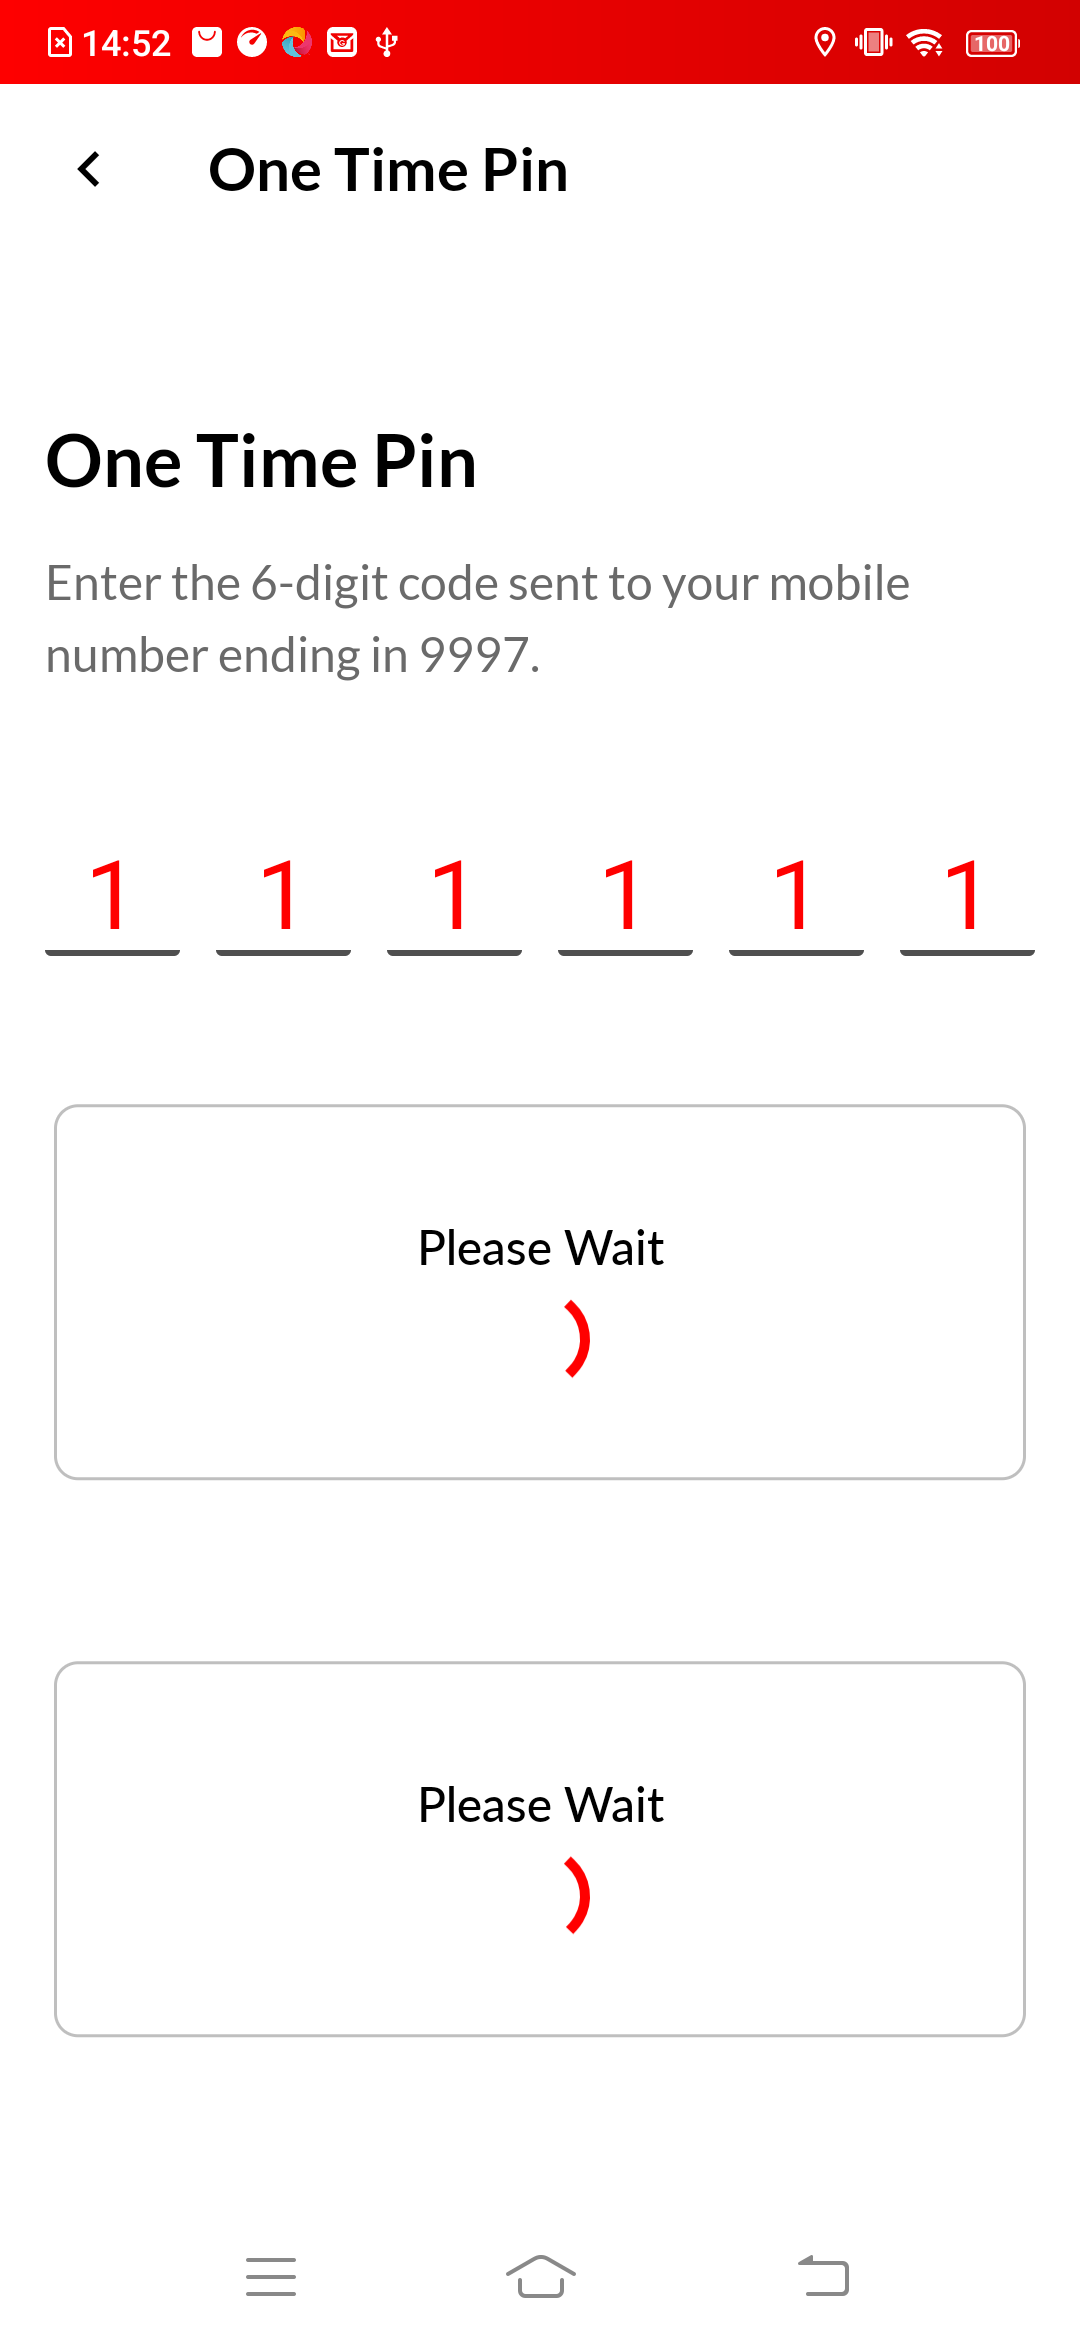 14:52
100
One Time Pin
One Time Pin
Enter the 6-digit code sent to your mobile
number ending in 9997.
1 1 1 1 1 1
Please Wait
Please Wait